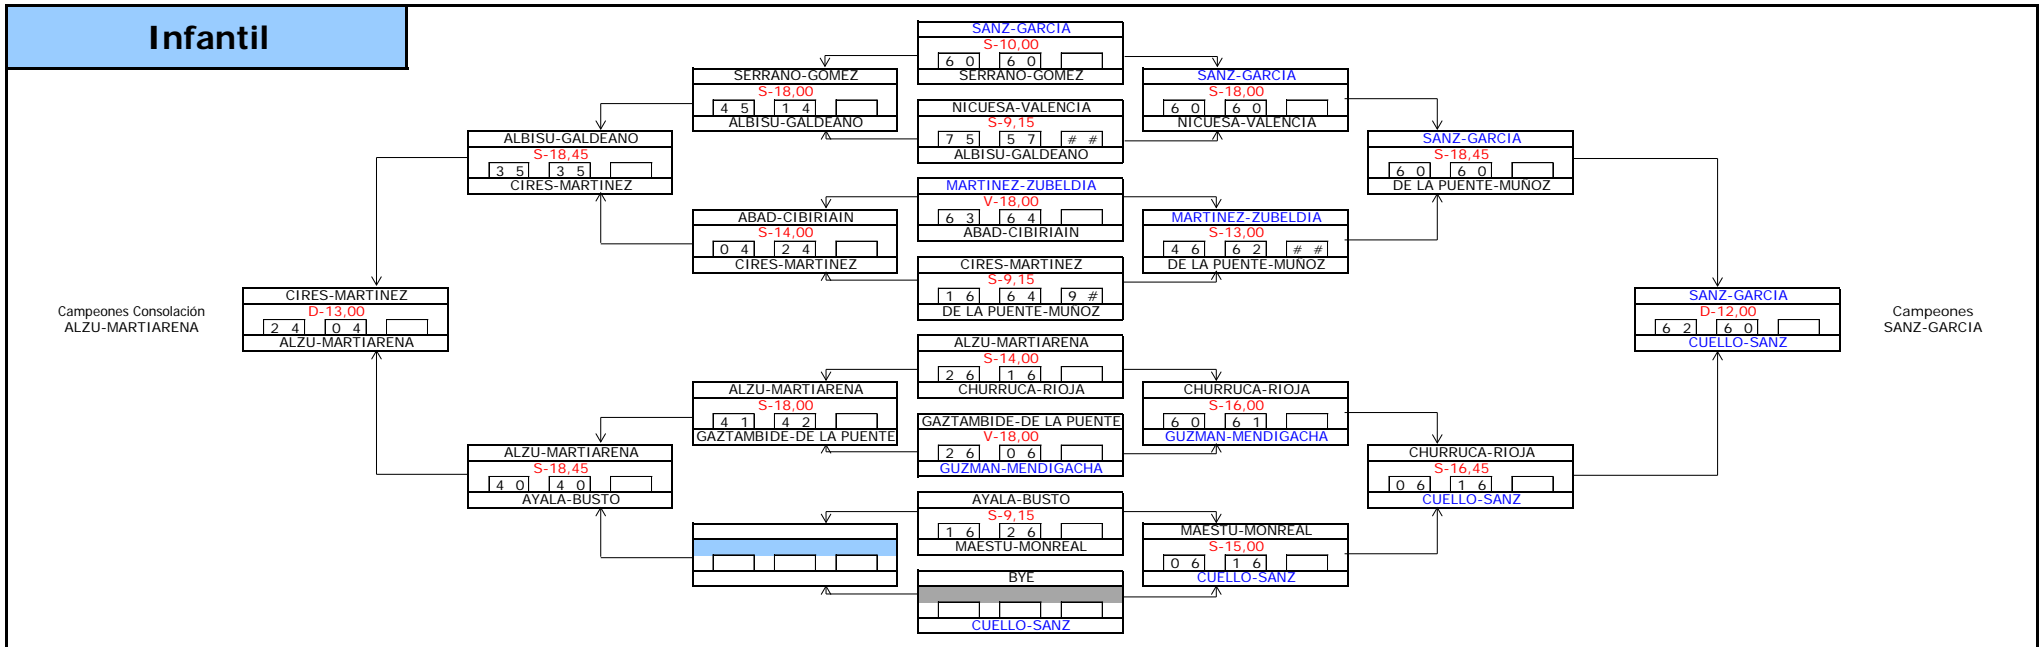 Infantil
SANZ-GARCIA
S-10,00
6 0 6 0
SERRANO-GOMEZ
NICUESA-VALENCIA
S-9,15
7 5 5 7 # #
ALBISU-GALDEANO
MARTINEZ-ZUBELDIA
V-18,00
6 3 6 4
ABAD-CIBIRIAIN
CIRES-MARTINEZ
S-9,15
1 6 6 4 9 #
DE LA PUENTE-MUÑOZ
ALZU-MARTIARENA
S-14,00
2 6 1 6
CHURRUCA-RIOJA
GAZTAMBIDE-DE LA PUENTE
V-18,00
2 6 0 6
GUZMAN-MENDIGACHA
AYALA-BUSTO
S-9,15
1 6 2 6
MAESTU-MONREAL
BYE
CUELLO-SANZ
SERRANO-GOMEZ
S-18,00
4 5 1 4
ALBISU-GALDEANO
ABAD-CIBIRIAIN
S-14,00
0 4 2 4
CIRES-MARTINEZ
ALZU-MARTIARENA
S-18,00
4 1 4 2
GAZTAMBIDE-DE LA PUENTE
ALBISU-GALDEANO
S-18,45
3 5 3 5
CIRES-MARTINEZ
ALZU-MARTIARENA
S-18,45
4 0 4 0
AYALA-BUSTO
CIRES-MARTINEZ
D-13,00
2 4 0 4
ALZU-MARTIARENA
Campeones Consolación
ALZU-MARTIARENA
SANZ-GARCIA
S-18,00
6 0 6 0
NICUESA-VALENCIA
MARTINEZ-ZUBELDIA
S-13,00
4 6 6 2 # #
DE LA PUENTE-MUÑOZ
CHURRUCA-RIOJA
S-16,00
6 0 6 1
GUZMAN-MENDIGACHA
MAESTU-MONREAL
S-15,00
0 6 1 6
CUELLO-SANZ
SANZ-GARCIA
S-18,45
6 0 6 0
DE LA PUENTE-MUÑOZ
CHURRUCA-RIOJA
S-16,45
0 6 1 6
CUELLO-SANZ
SANZ-GARCIA
D-12,00
6 2 6 0
CUELLO-SANZ
Campeones
SANZ-GARCIA